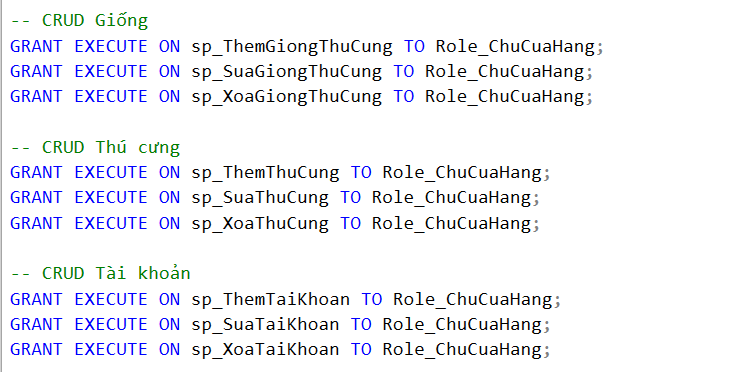 -- CRUD Giống
GRANT EXECUTE ON sp_ThemGiongThuCung TO Role_ChuCuaHang;
GRANT EXECUTE ON sp_SuaGiongThuCung TO Role_ChuCuaHang;
GRANT EXECUTE ON sp_XoaGiongThuCung TO Role_ChuCuaHang;
-- CRUD Thú cưng
GRANT EXECUTE ON sp_ThemThuCung TO Role_ChuCuaHang;
GRANT EXECUTE ON sp_SuaThuCung TO Role_ChuCuaHang;
GRANT EXECUTE ON sp_XoaThuCung TO Role_ChuCuaHang;
-- CRUD Tài khoản
GRANT EXECUTE ON sp_ThemTaiKhoan TO Role_ChuCuaHang;
GRANT EXECUTE ON sp_SuaTaiKhoan TO Role_ChuCuaHang;
GRANT EXECUTE ON sp_XoaTaiKhoan TO Role_ChuCuaHang;